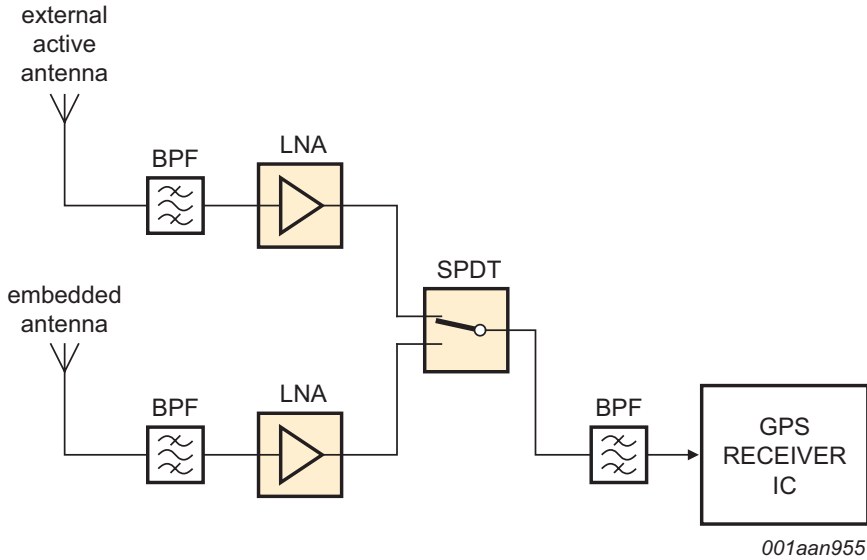 external
active
antenna
BPF
LNA
SPDT
embedded
antenna
BPF
LNA
BPF
GPS
RECEIVER
IC
001aan955